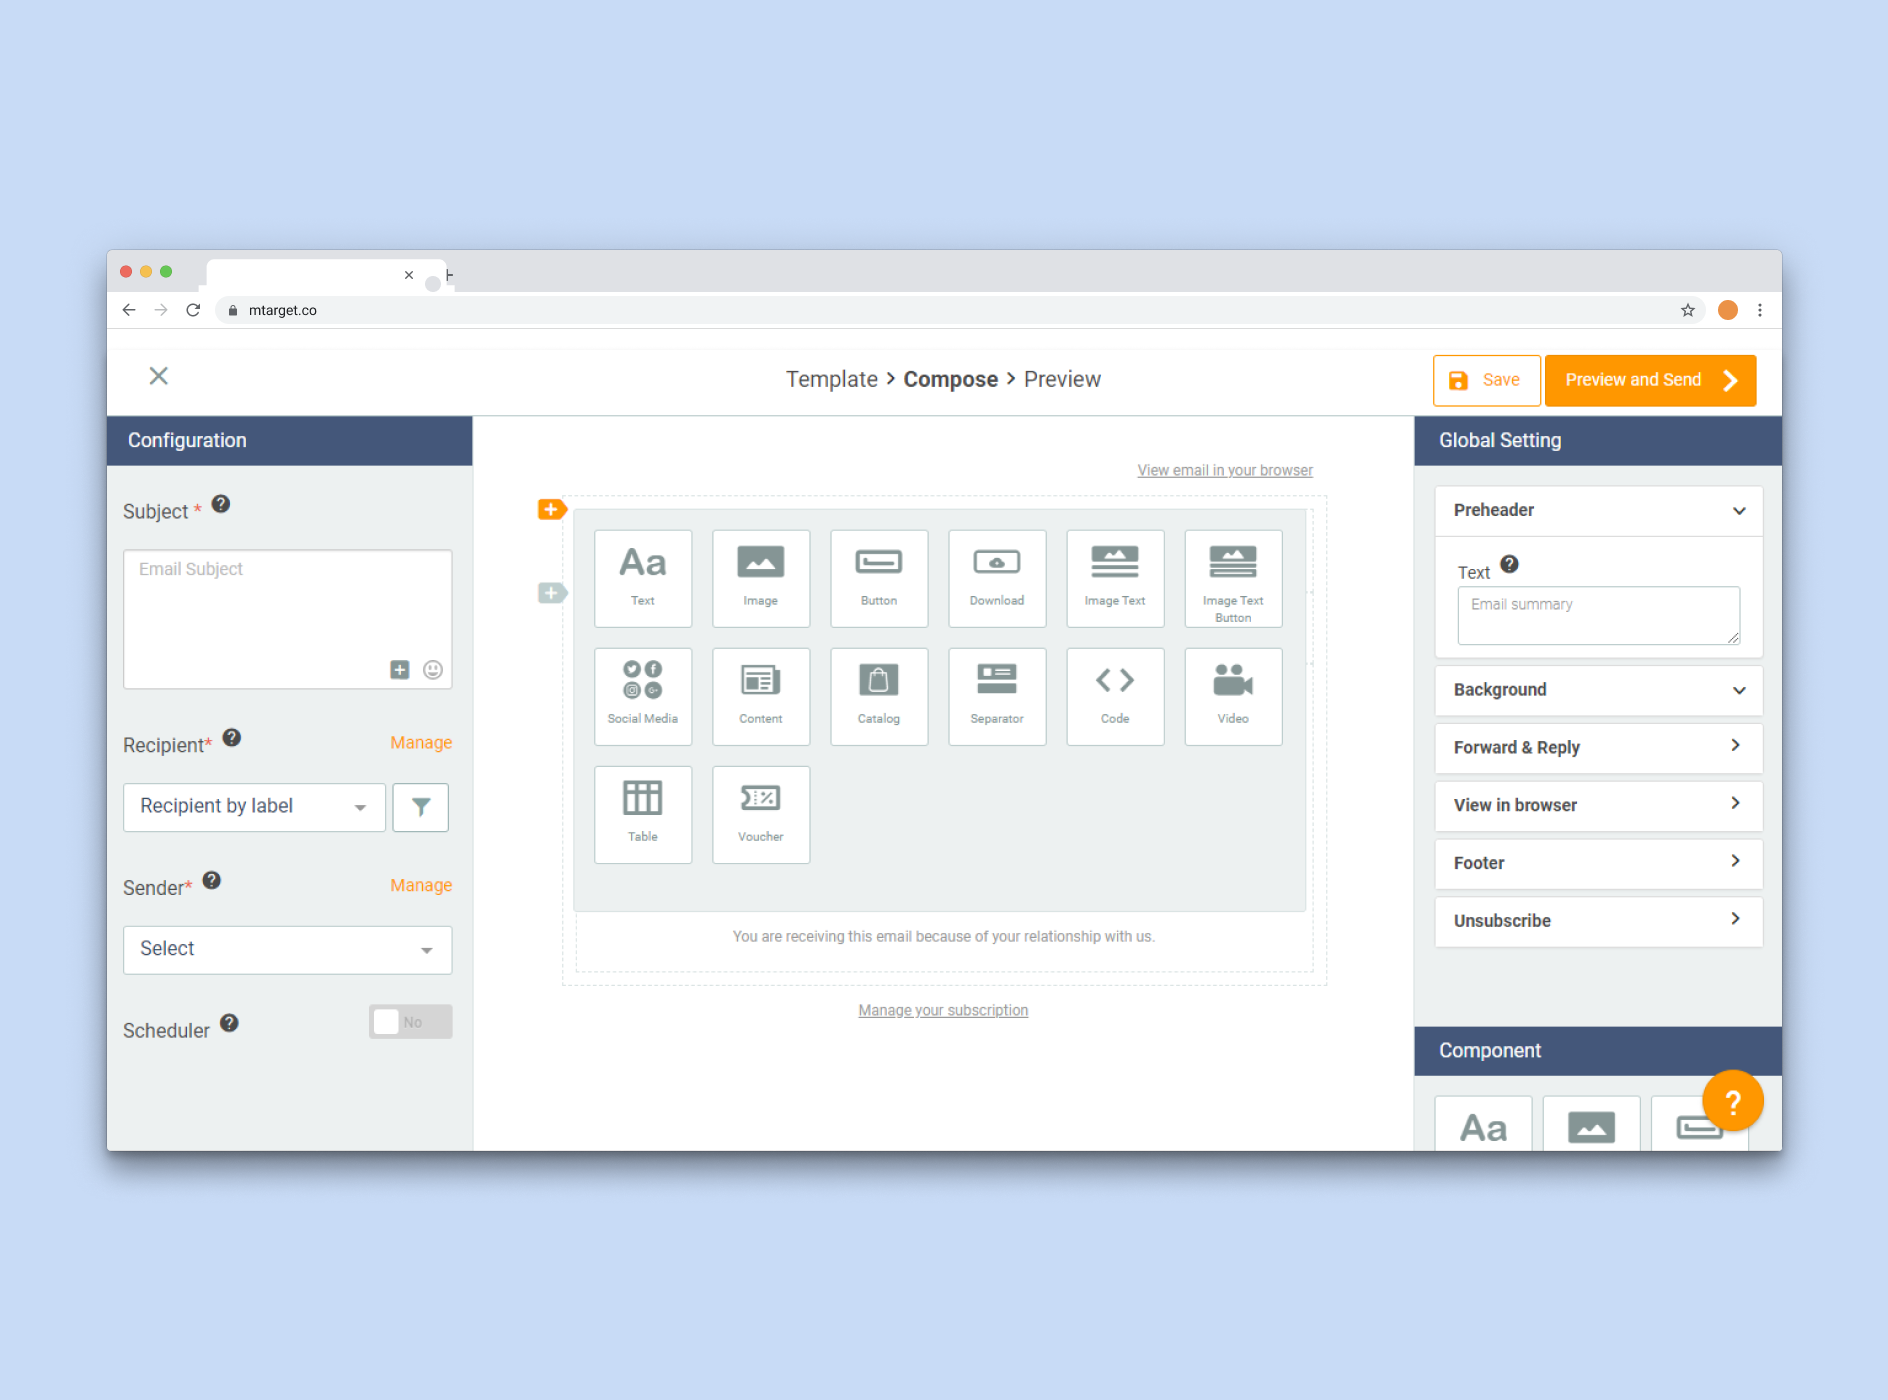 mtarget.co
Template > Compose > Preview
Save
Preview and Send
Configuration
Subject *
Email Subject
Recipient*
Manage
Recipient by label
Sender*
Manage
Select
Scheduler
No
View email in your browser
Aa
Text
Image
Button
Download
Image Text
Image Text
Button
Social Media
Content
Catalog
Separator
Code
Video
Table
Voucher
You are receiving this email because of your relationship with us.
Manage your subscription
Global Setting
Preheader
Text
Email summary
Background
Forward & Reply
View in browser
Footer
Unsubscribe
Component
Aa
?